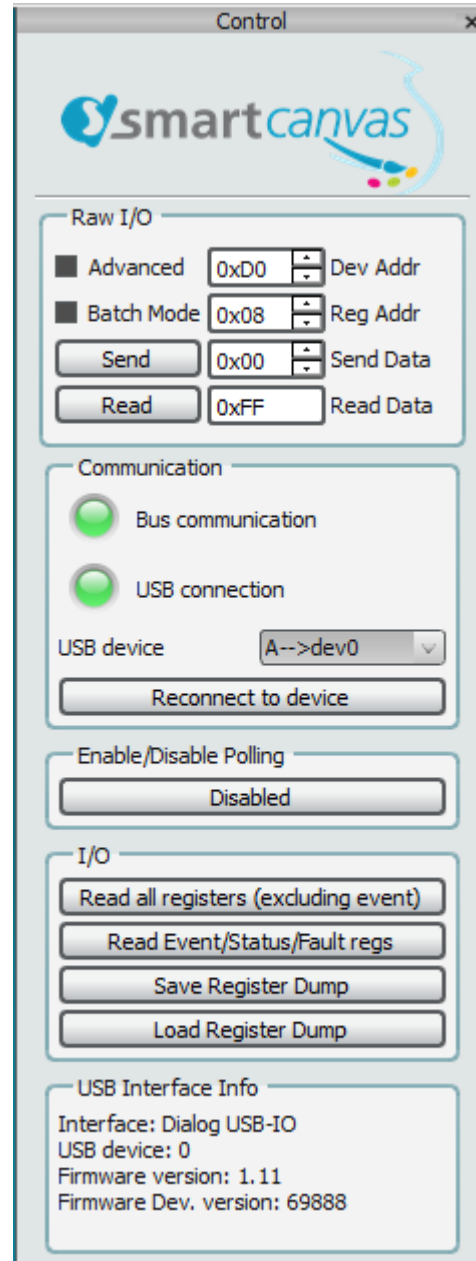 Control
smartcanvas
Raw I/O
Advanced 0xD0 Dev Addr
Batch Mode 0x08 Reg Addr
Send 0x00 Send Data
Read 0xFF Read Data
Communication
Bus communication
USB connection
USB device A-->dev0
Reconnect to device
Enable/Disable Polling
Disabled
I/O
Read all registers (excluding event)
Read Event/Status/Fault regs
Save Register Dump
Load Register Dump
USB Interface Info
Interface: Dialog USB-IO
USB device: 0
Firmware version: 1.11
Firmware Dev. version: 69888